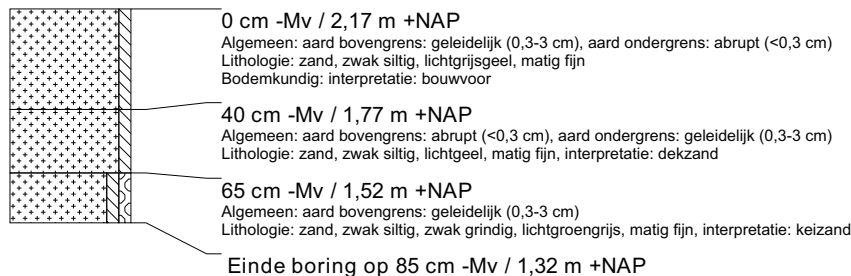 0 cm -Mv / 2,17 m +NAP
Algemeen: aard bovengrens: geleidelijk (0,3-3 cm), aard ondergrens: abrupt (<0,3 cm)
Lithologie: zand, zwak siltig, lichtgrijsgeel, matig fijn
Bodemkundig: interpretatie: bouwvoor
40 cm -Mv / 1,77 m +NAP
Algemeen: aard bovengrens: abrupt (<0,3 cm), aard ondergrens: geleidelijk (0,3-3 cm)
Lithologie: zand, zwak siltig, lichtgeel, matig fijn, interpretatie: dekzand
65 cm -Mv / 1,52 m +NAP
Algemeen: aard bovengrens: geleidelijk (0,3-3 cm)
Lithologie: zand, zwak siltig, zwak grindig, lichtgroengrijs, matig fijn, interpretatie: keizand
Einde boring op 85 cm -Mv / 1,32 m +NAP